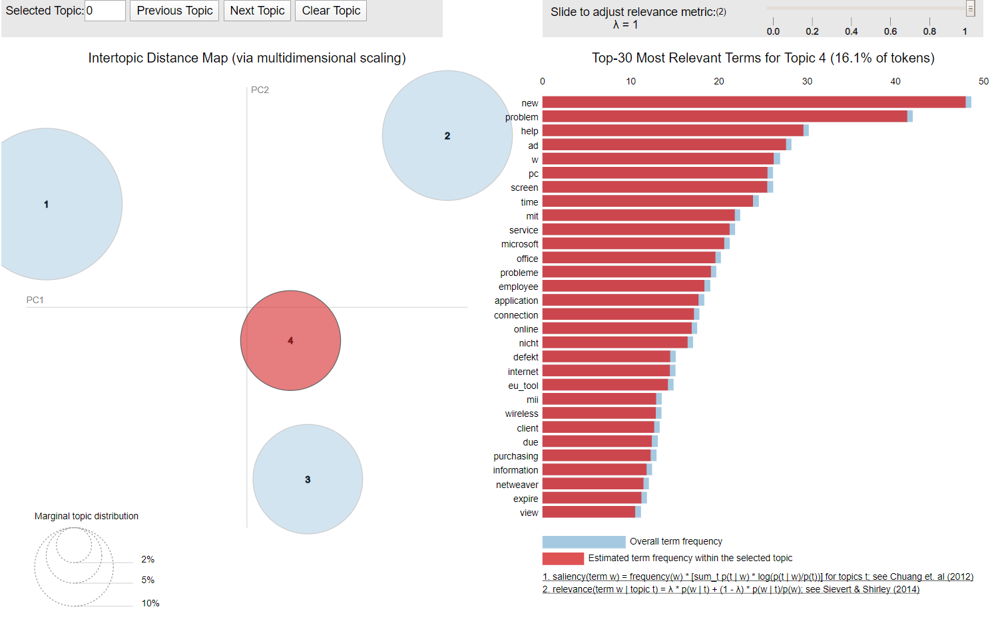 Selected Topic: 0 Previous Topic Next Topic Clear Topic
Slide to adjust relevance metric:(2)
λ = 1
0.0 0.2 0.4 0.6 0.8 1
Intertopic Distance Map (via multidimensional scaling)
PC2
2
1
PC1
4
3
Marginal topic distribution
2%
5%
10%
Top-30 Most Relevant Terms for Topic 4 (16.1% of tokens)
0 10 20 30 40 50
new
problem
help
ad
w
pc
screen
time
mit
service
microsoft
office
probleme
employee
application
connection
online
nicht
defekt
internet
eu_tool
mii
wireless
client
due
purchasing
information
netweaver
expire
view
Overall term frequency
Estimated term frequency within the selected topic
1. saliency(term w) = frequency(w) * [sum_t p(t | w) * log(p(t | w)/p(t))] for topics t; see Chuang et. al (2012)
2. relevance(term w | topic t) = λ * p(w | t) + (1 - λ) * p(w | t)/p(w); see Sievert & Shirley (2014)